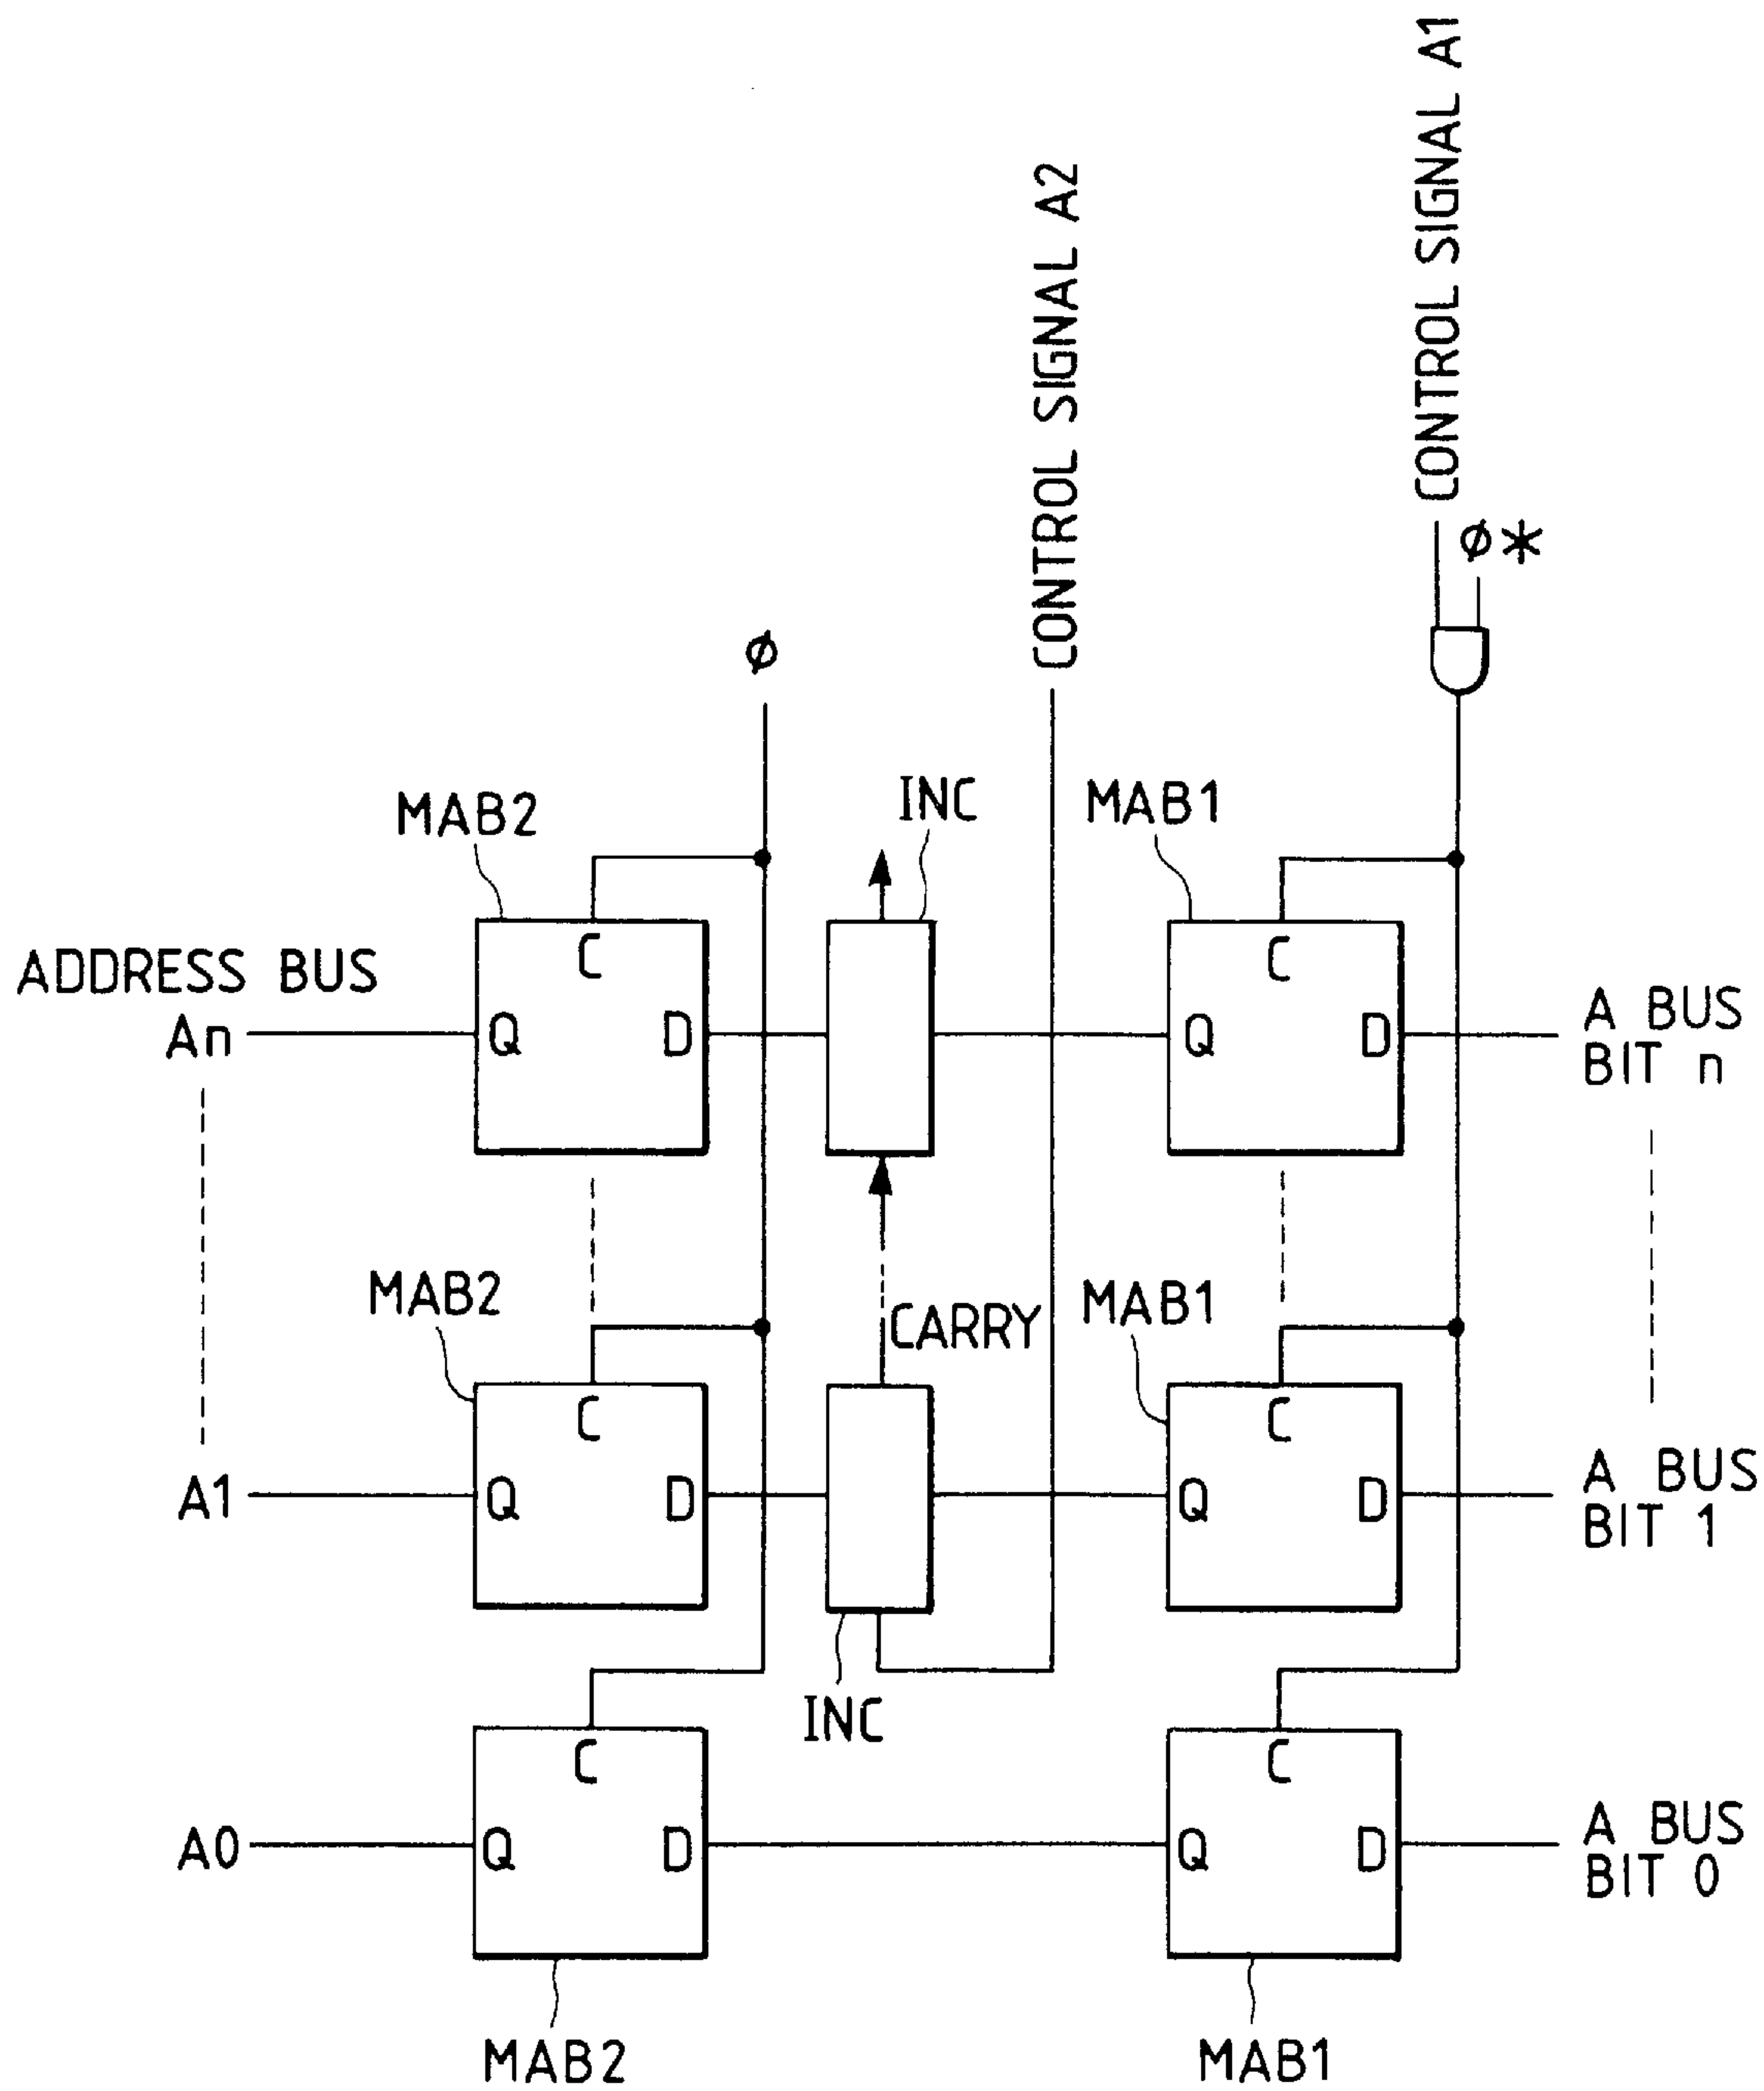 CONTROL SIGNAL A1
CONTROL SIGNAL A2
ø*
ø
MAB2
INC
MAB1
ADDRESS BUS
An
C
Q
D
C
Q
D
A BUS
BIT n
MAB2
CARRY
MAB1
A1
C
Q
D
C
Q
D
A BUS
BIT 1
INC
A0
C
Q
D
C
Q
D
A BUS
BIT 0
MAB2
MAB1